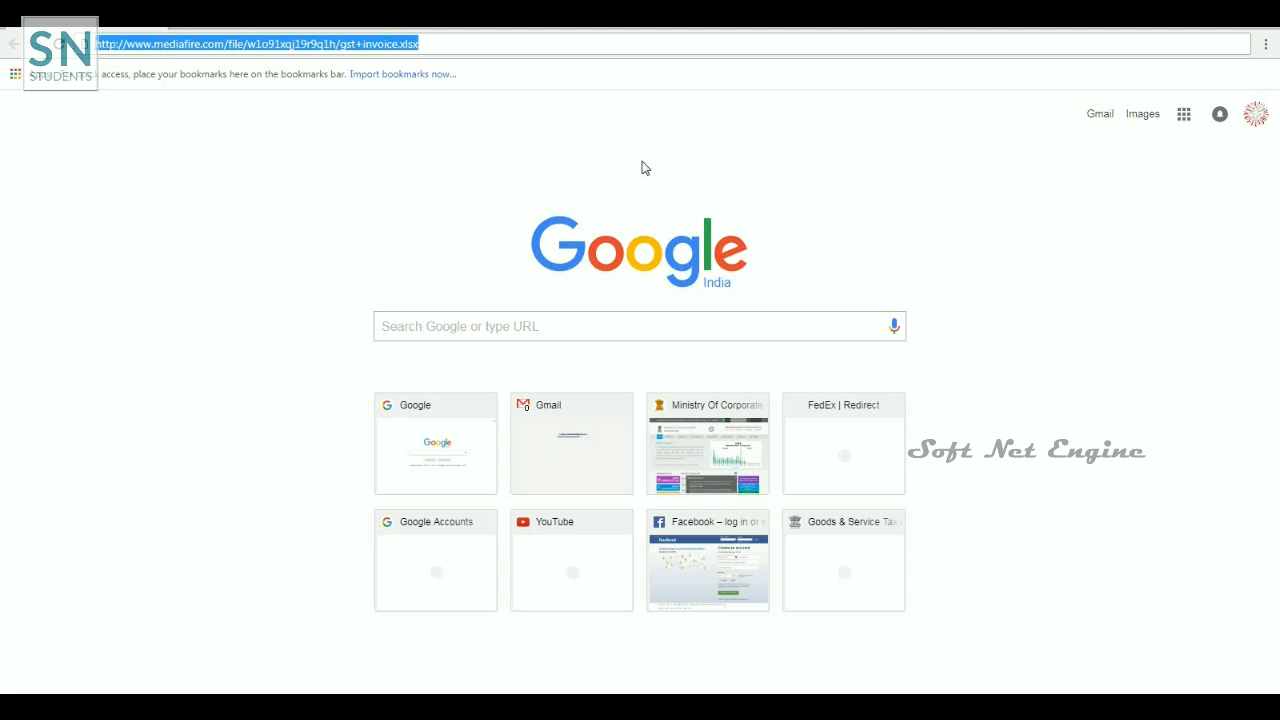 SN
STUDENTS
http://www.mediafire.com/file/w1o91xqj19r9q1h/gst+invoice.xlsx
access, place your bookmarks here on the bookmarks bar. Import bookmarks now...
Gmail Images
Google
India
Search Google or type URL
Google
Gmail
Ministry Of Corporate
FedEx | Redirect
Google
Soft Net Engine
Google Accounts
YouTube
Facebook – log in or s
Goods & Service Tax